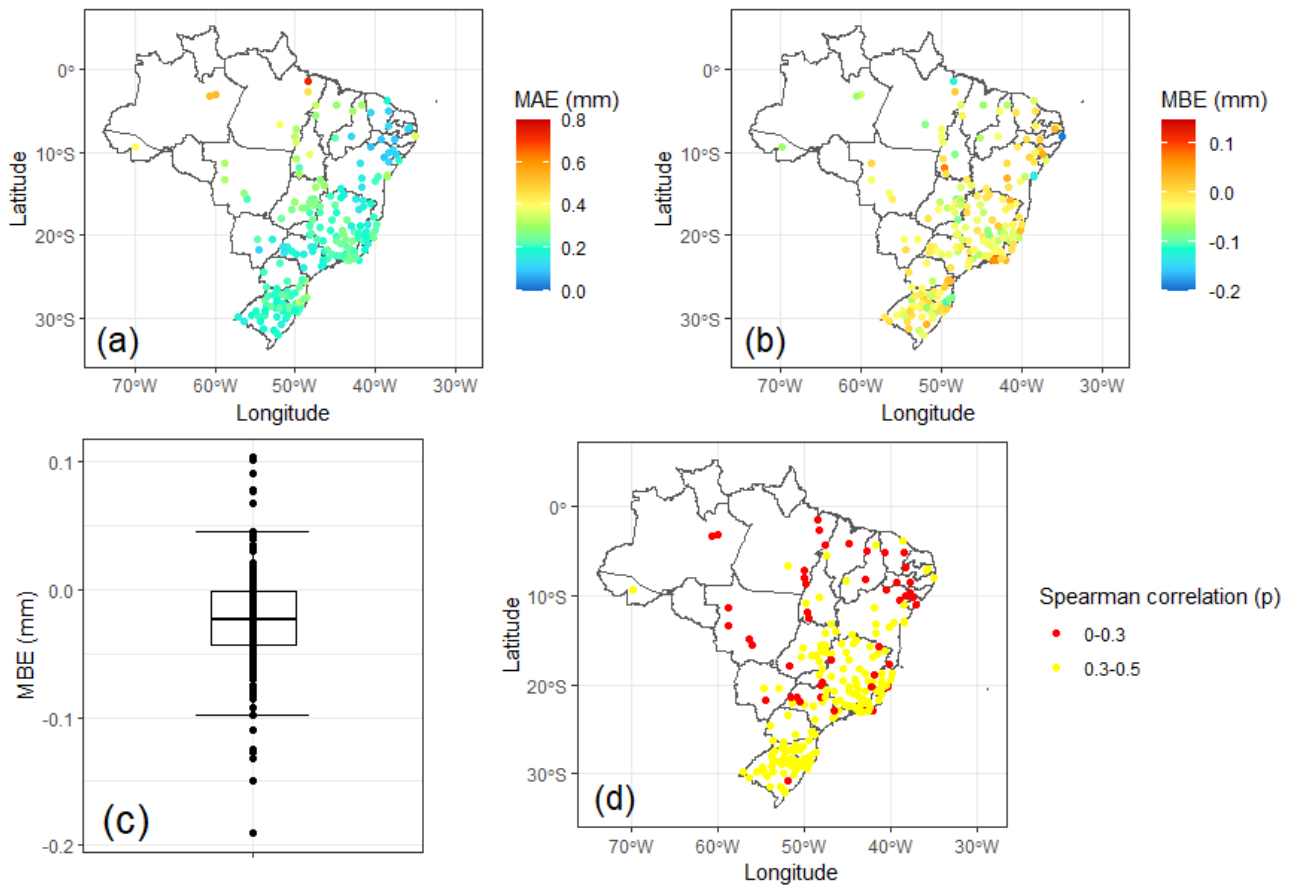 0°
10°S
20°S
30°S
Latitude
(a)
70°W 60°W 50°W 40°W 30°W
Longitude
MAE (mm)
0.8
0.6
0.4
0.2
0.0
0°
10°S
20°S
30°S
Latitude
(b)
70°W 60°W 50°W 40°W 30°W
Longitude
MBE (mm)
0.1
0.0
-0.1
-0.2
0.1
0.0
-0.1
-0.2
MBE (mm)
(c)
0°
10°S
20°S
30°S
Latitude
(d)
70°W 60°W 50°W 40°W 30°W
Longitude
Spearman correlation (p)
0-0.3
0.3-0.5